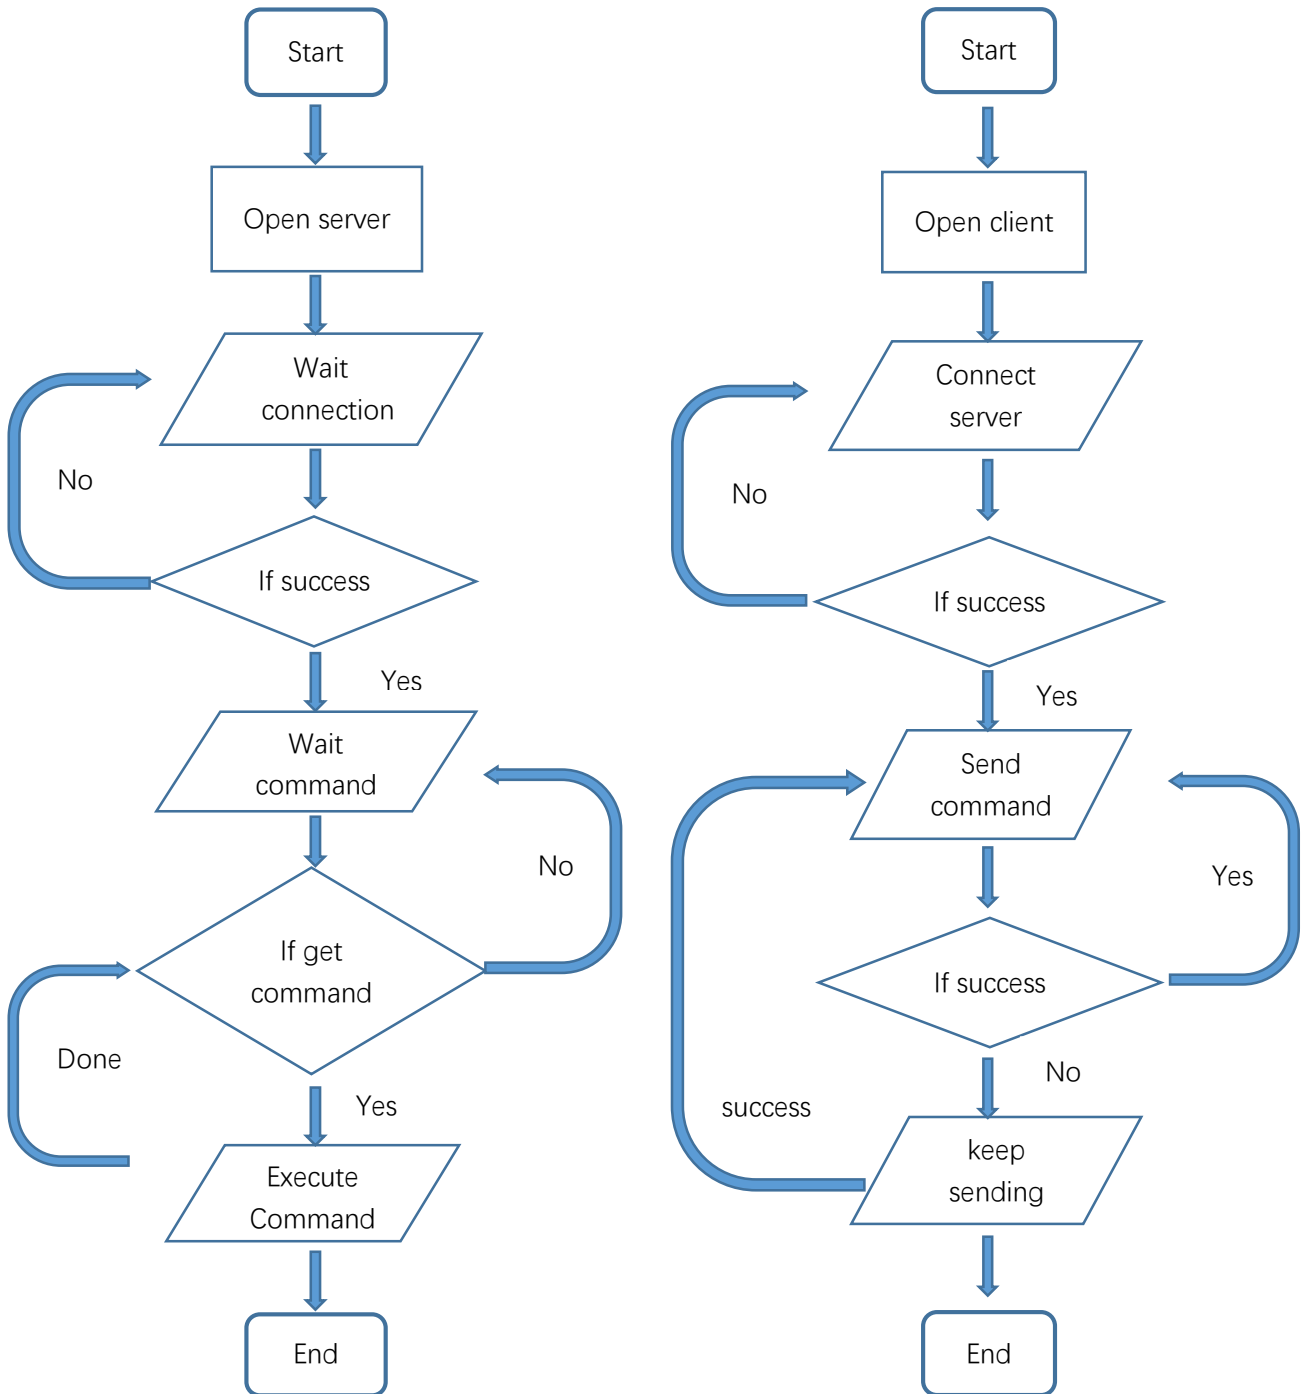 Start
Open server
Wait
connection
No
If success
Yes
Wait
command
No
If get
command
Done
Yes
Execute
Command
End
Start
Open client
Connect
server
No
If success
Yes
Send
command
Yes
If success
No
success
keep
sending
End